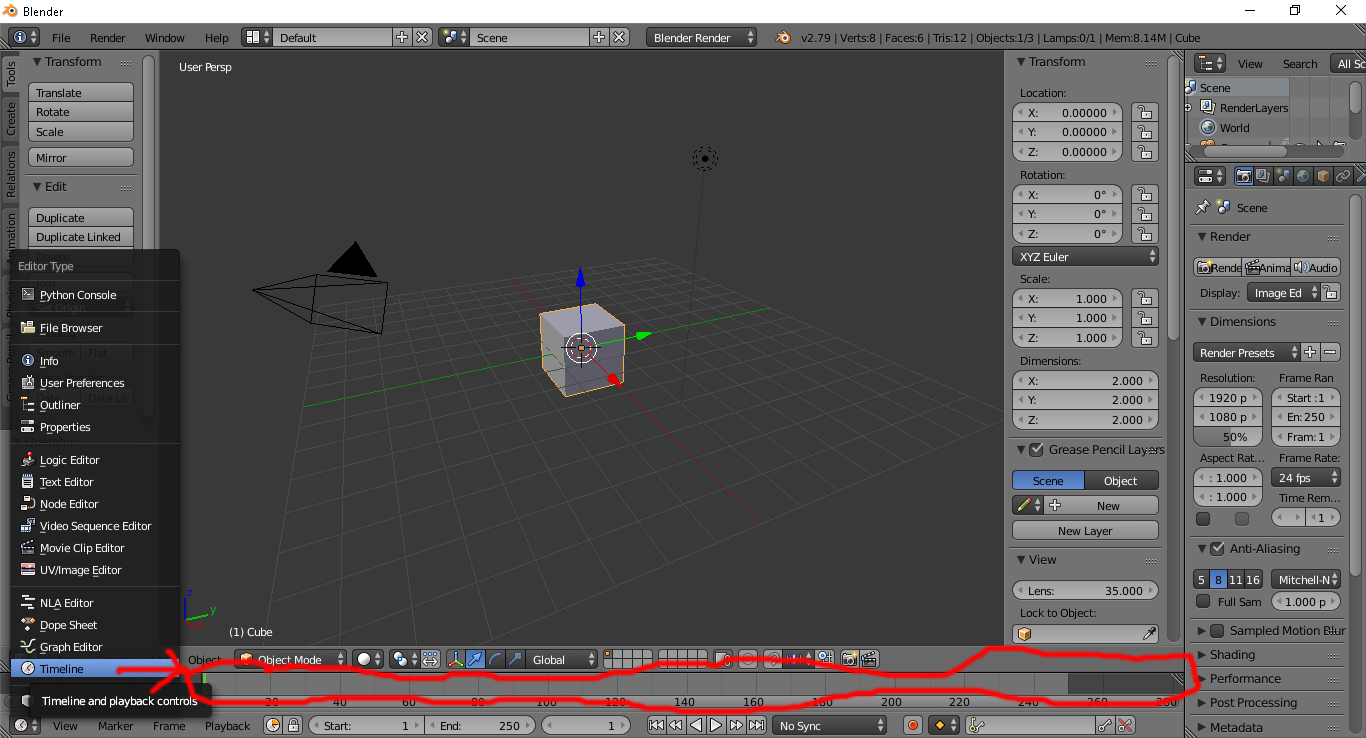 Blender
File Render Window Help Default Scene Blender Render v2.79 | Verts:8 | Faces:6 | Tris:12 | Objects:1/3 | Lamps:0/1 | Mem:8.14M | Cube
Tools
Create
Relations
Animation
Transform
Translate
Rotate
Scale
Mirror
Edit
Duplicate
Duplicate Linked
Delete
User Persp
Editor Type
Python Console
File Browser
Info
User Preferences
Outliner
Properties
Logic Editor
Text Editor
Node Editor
Video Sequence Editor
Movie Clip Editor
UV/Image Editor
NLA Editor
Dope Sheet
Graph Editor
Timeline
Timeline and playback controls
z
y
(1) Cube
Object Object Mode Global
20 80 100 120 140 160 180 200 220 240 260 280
View Marker Frame Playback Start: 1 End: 250 1 No Sync
Transform
Location:
X: 0.00000
Y: 0.00000
Z: 0.00000
Rotation:
X: 0°
Y: 0°
Z: 0°
XYZ Euler
Scale:
X: 1.000
Y: 1.000
Z: 1.000
Dimensions:
X: 2.000
Y: 2.000
Z: 2.000
Grease Pencil Layers
Scene Object
New
New Layer
View
Lens: 35.000
Lock to Object:
View Search All Sc
Scene
RenderLayers
World
Scene
Render
Rende Anima Audio
Display: Image Ed
Dimensions
Render Presets
Resolution: Frame Ran
1920 p Start :1
1080 p En: 250
50% Fram: 1
Aspect Rat... Frame Rate:
: 1.000 24 fps
: 1.000 Time Rem...
1
Anti-Aliasing
5 8 11 16 Mitchell-N
Full Sam 1.000 p
Sampled Motion Blur
Shading
Performance
Post Processing
Metadata